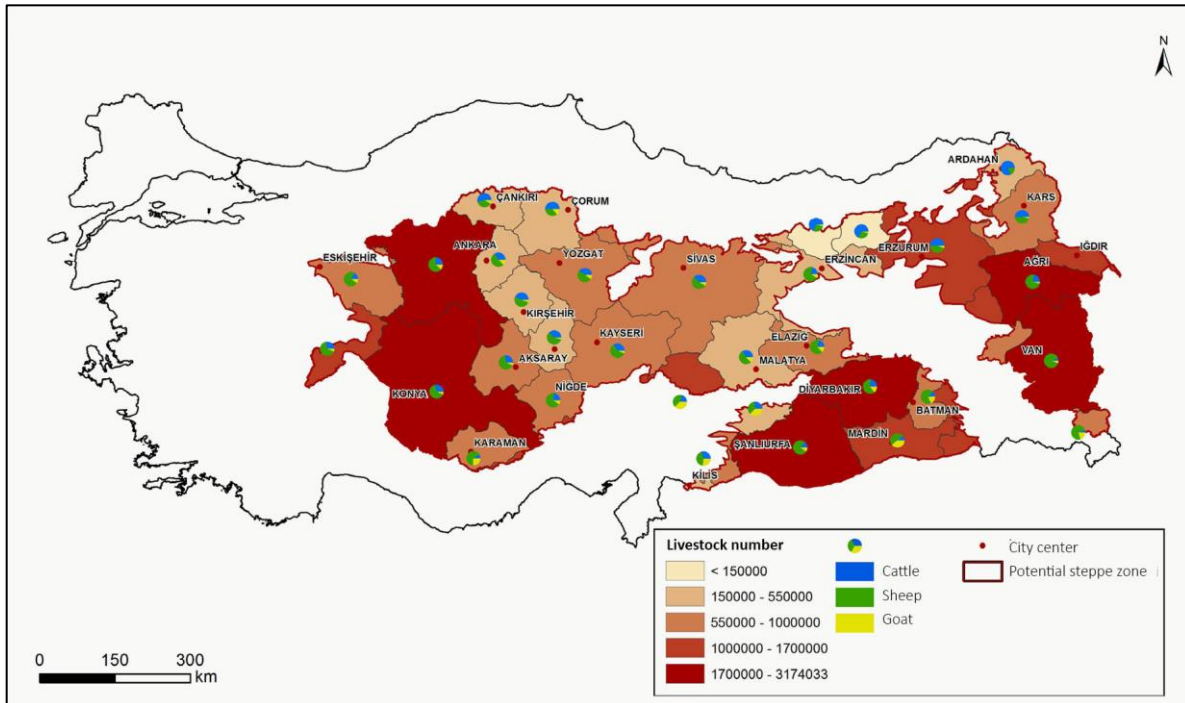 N
ARDAHAN
KARS
ÇANKIRI
ÇORUM
IĞDIR
ERZURUM
ANKARA
YOZGAT
SİVAS
ERZİNCAN
AĞRI
ESKİŞEHİR
KIRŞEHİR
KAYSERİ
ELAZIĞ
VAN
AKSARAY
MALATYA
DİYARBAKIR
KONYA
NİĞDE
BATMAN
MARDİN
ŞANLIURFA
KARAMAN
KİLİS
Livestock number
City center
< 150000
Cattle
Potential steppe zone
150000 - 550000
Sheep
550000 - 1000000
Goat
1000000 - 1700000
1700000 - 3174033
0 150 300
km